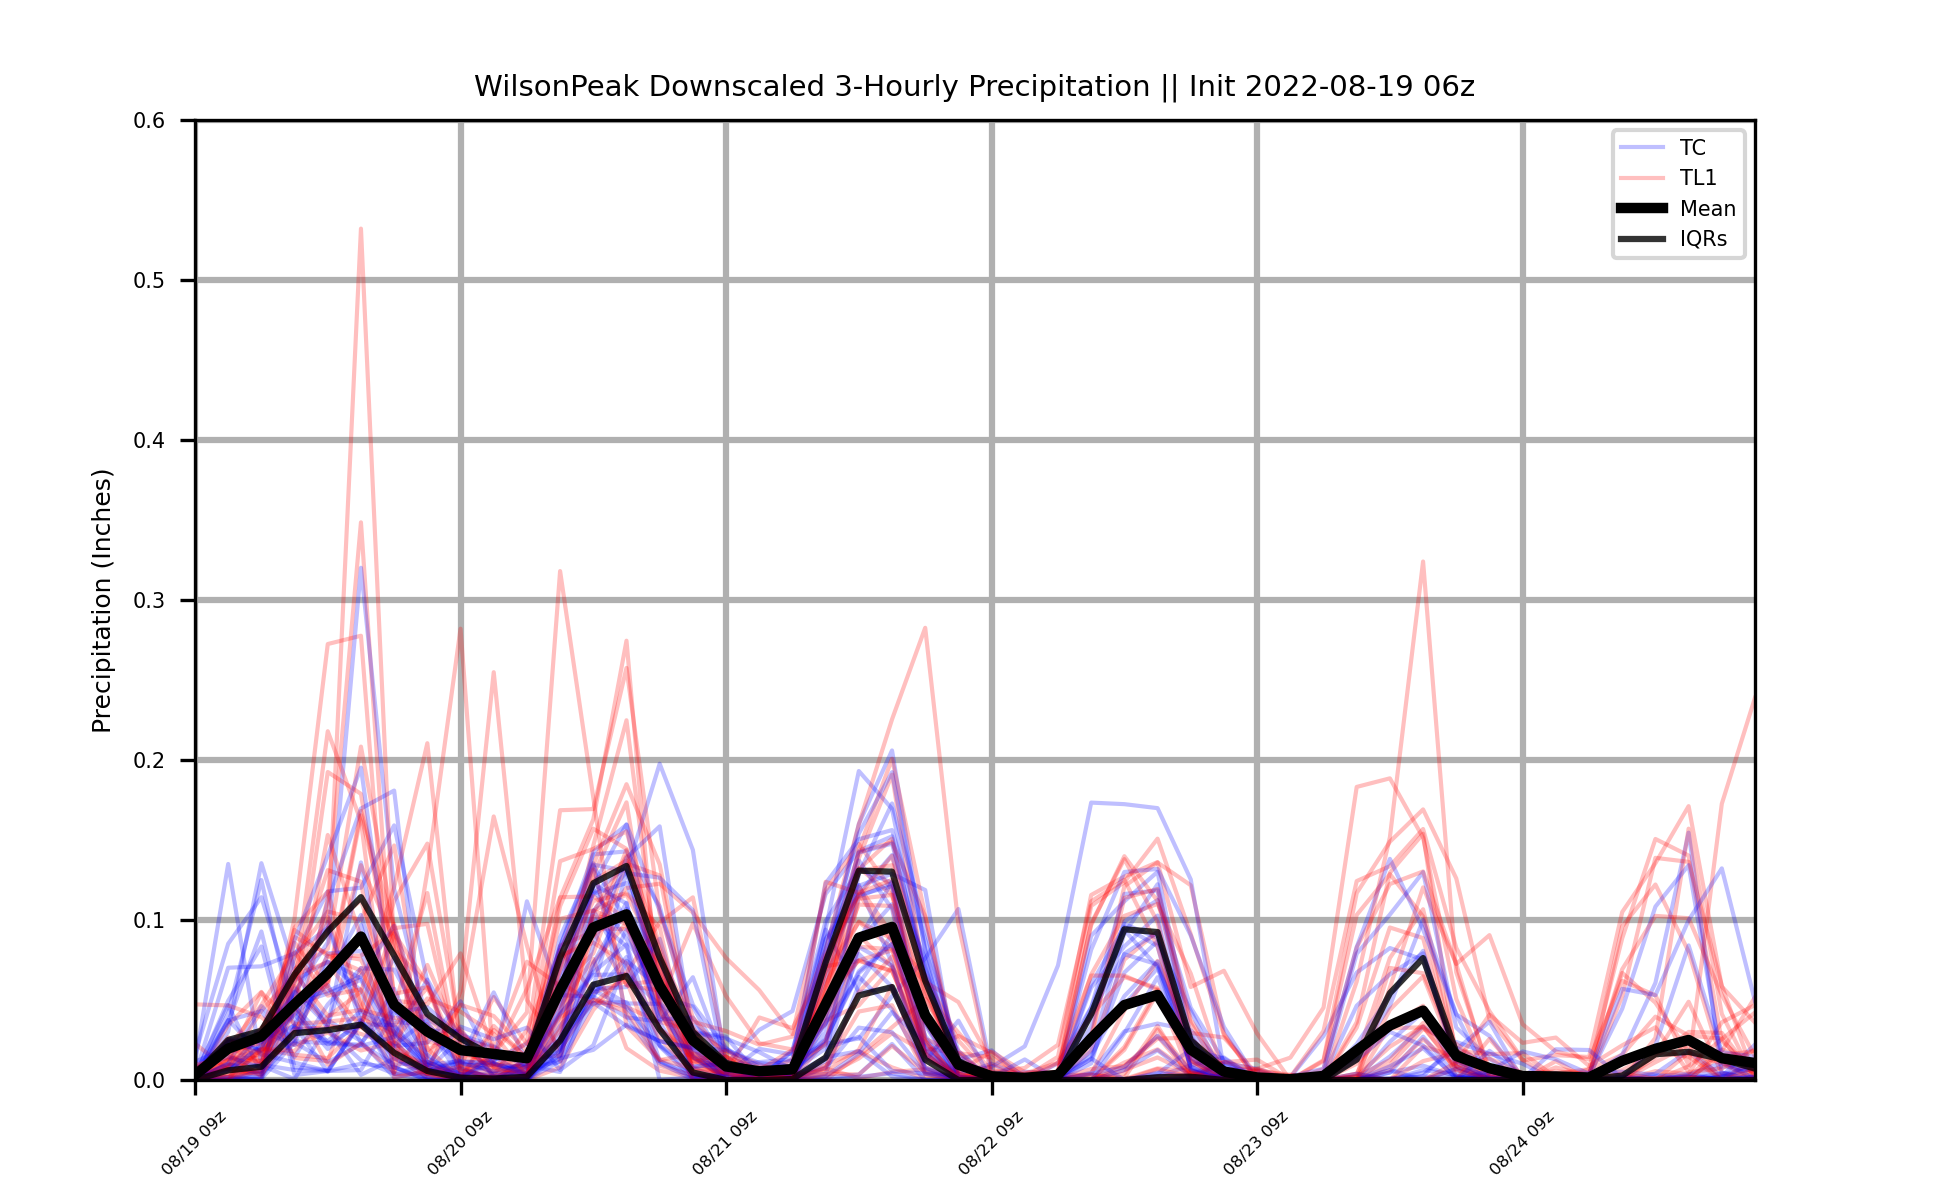 WilsonPeak Downscaled 3-Hourly Precipitation || Init 2022-08-19 06z
Precipitation (Inches)
0.6
0.5
0.4
0.3
0.2
0.1
0.0
TC
TL1
Mean
IQRs
08/19 09z
08/20 09z
08/21 09z
08/22 09z
08/23 09z
08/24 09z